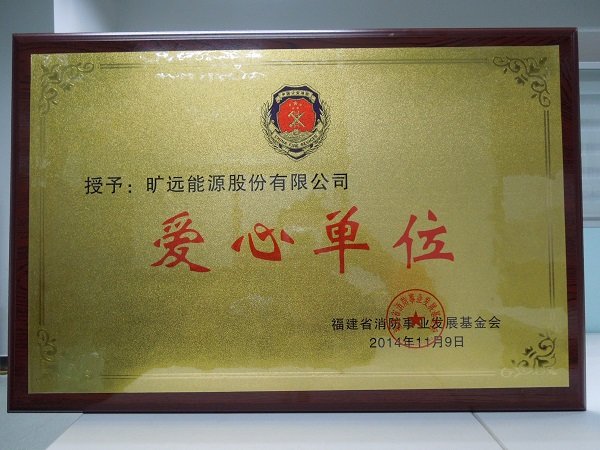 授予：旷远能源股份有限公司
爱心单位
福建省消防事业发展基金会
2014年11月9日